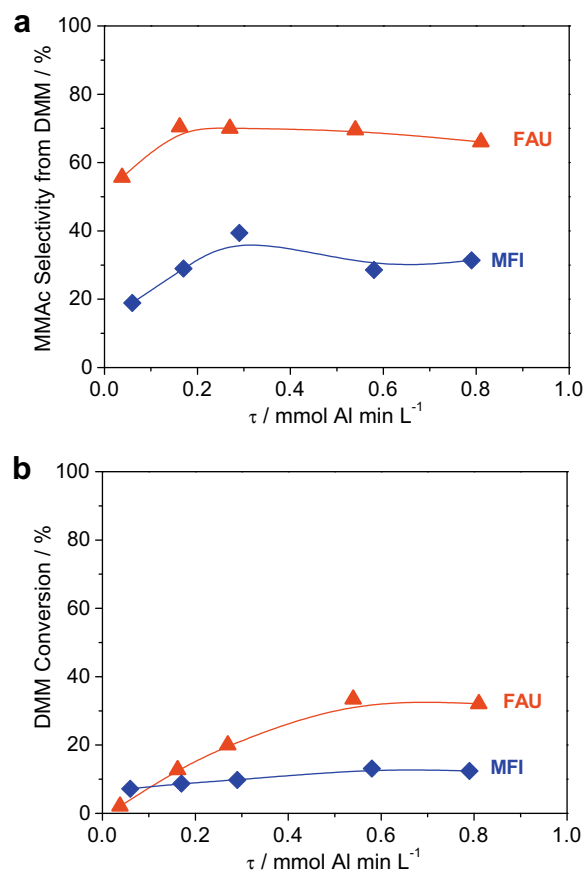 a
100
80
60
40
20
0
MMAc Selectivity from DMM / %
FAU
MFI
0.0 0.2 0.4 0.6 0.8 1.0
τ / mmol Al min L⁻¹
b
100
80
60
40
20
0
DMM Conversion / %
FAU
MFI
0.0 0.2 0.4 0.6 0.8 1.0
τ / mmol Al min L⁻¹